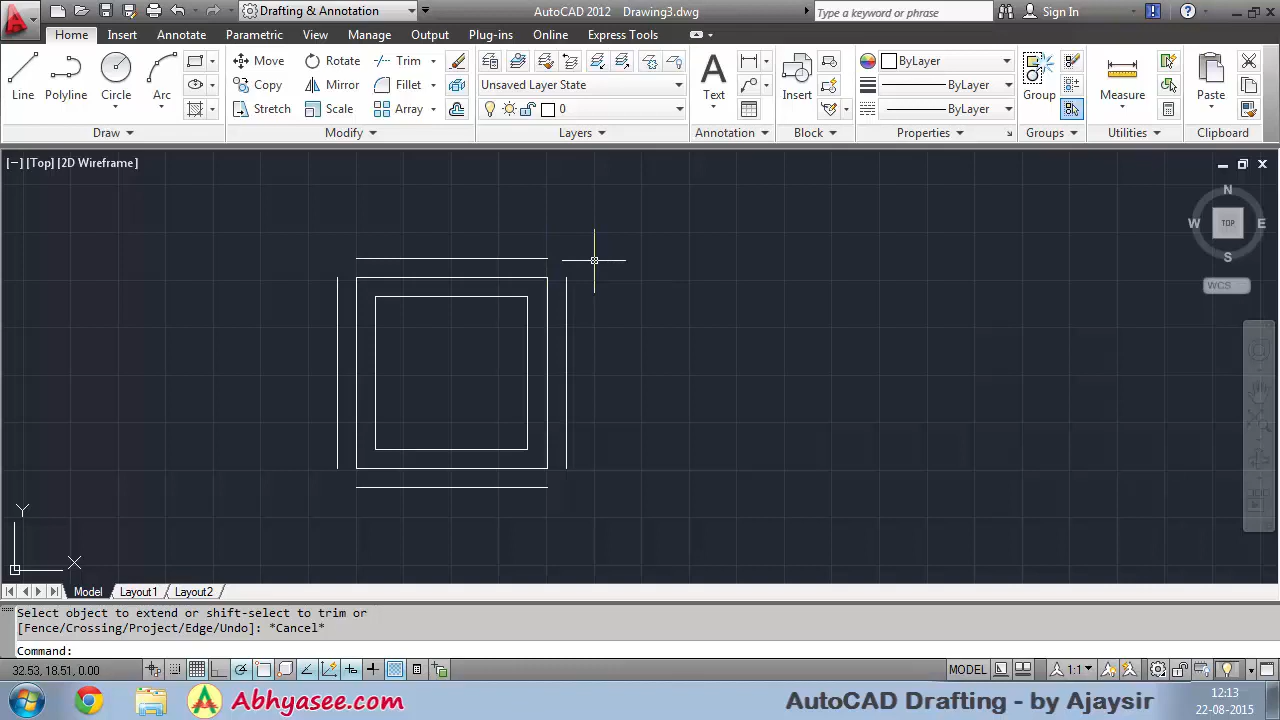 Drafting & Annotation
AutoCAD 2012 Drawing3.dwg
Type a keyword or phrase
Sign In
Home Insert Annotate Parametric View Manage Output Plug-ins Online Express Tools
Line Polyline Circle Arc
Move Rotate Trim
Copy Mirror Fillet
Stretch Scale Array
Unsaved Layer State
0
Text
Insert
ByLayer
ByLayer
ByLayer
Group
Measure
Paste
Draw Modify Layers Annotation Block Properties Groups Utilities Clipboard
[−] [Top] [2D Wireframe]
N
W TOP E
S
WCS
Y
X
Model Layout1 Layout2
Select object to extend or shift-select to trim or
[Fence/Crossing/Project/Edge/Undo]: *Cancel*
Command:
32.53, 18.51, 0.00
MODEL
1:1
Abhyasee.com
AutoCAD Drafting - by Ajaysir
12:13
22-08-2015